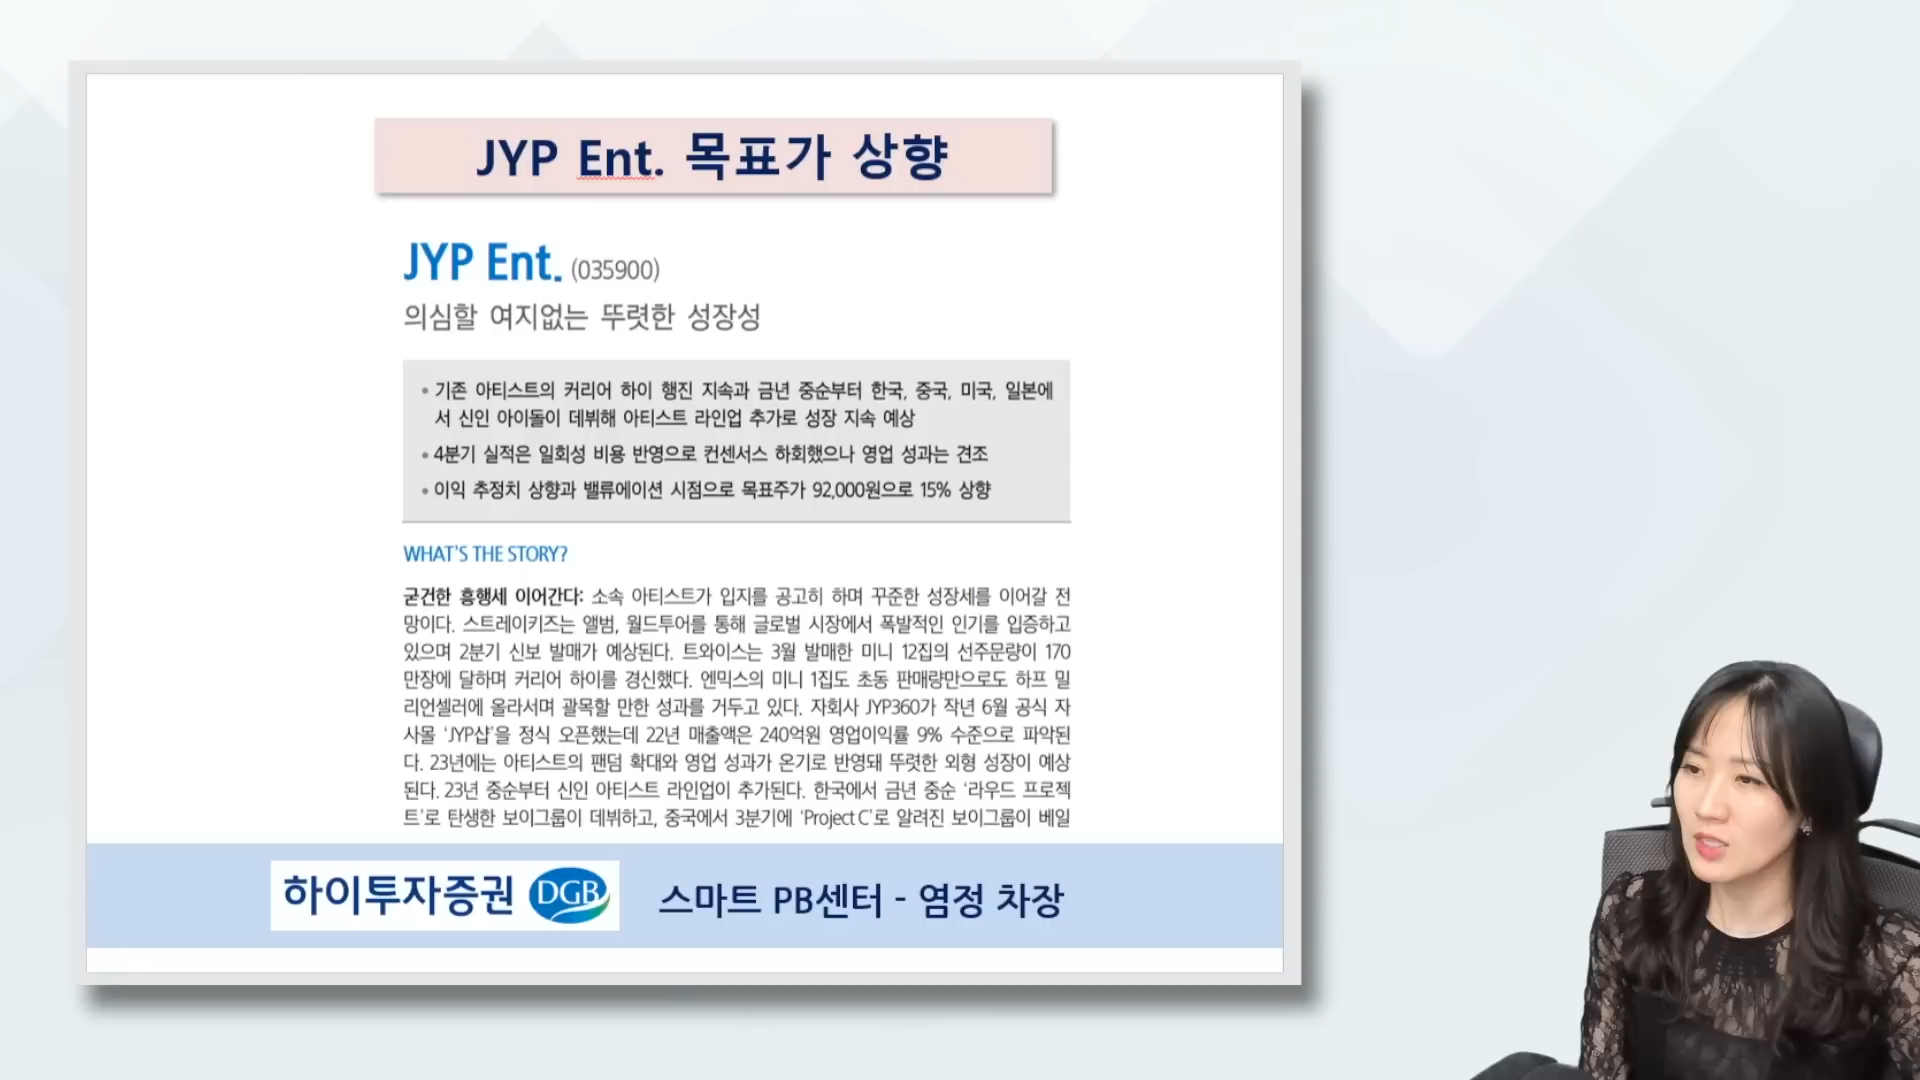 JYP Ent. 목표가 상향
JYP Ent. (035900)
의심할 여지없는 뚜렷한 성장성
• 기존 아티스트의 커리어 하이 행진 지속과 금년 중순부터 한국, 중국, 미국, 일본에
서 신인 아이돌이 데뷔해 아티스트 라인업 추가로 성장 지속 예상
• 4분기 실적은 일회성 비용 반영으로 컨센서스 하회했으나 영업 성과는 견조
• 이익 추정치 상향과 밸류에이션 시점으로 목표주가 92,000원으로 15% 상향
WHAT'S THE STORY?
굳건한 흥행세 이어간다: 소속 아티스트가 입지를 공고히 하며 꾸준한 성장세를 이어갈 전
망이다. 스트레이키즈는 앨범, 월드투어를 통해 글로벌 시장에서 폭발적인 인기를 입증하고
있으며 2분기 신보 발매가 예상된다. 트와이스는 3월 발매한 미니 12집의 선주문량이 170
만장에 달하며 커리어 하이를 경신했다. 엔믹스의 미니 1집도 초동 판매량만으로도 하프 밀
리언셀러에 올라서며 괄목할 만한 성과를 거두고 있다. 자회사 JYP360가 작년 6월 공식 자
사몰 ‘JYP샵’을 정식 오픈했는데 22년 매출액은 240억원 영업이익률 9% 수준으로 파악된
다. 23년에는 아티스트의 팬덤 확대와 영업 성과가 온기로 반영돼 뚜렷한 외형 성장이 예상
된다. 23년 중순부터 신인 아티스트 라인업이 추가된다. 한국에서 금년 중순 ‘라우드 프로젝
트’로 탄생한 보이그룹이 데뷔하고, 중국에서 3분기에 ‘Project C’로 알려진 보이그룹이 베일
하이투자증권 DGB 스마트 PB센터 - 염정 차장